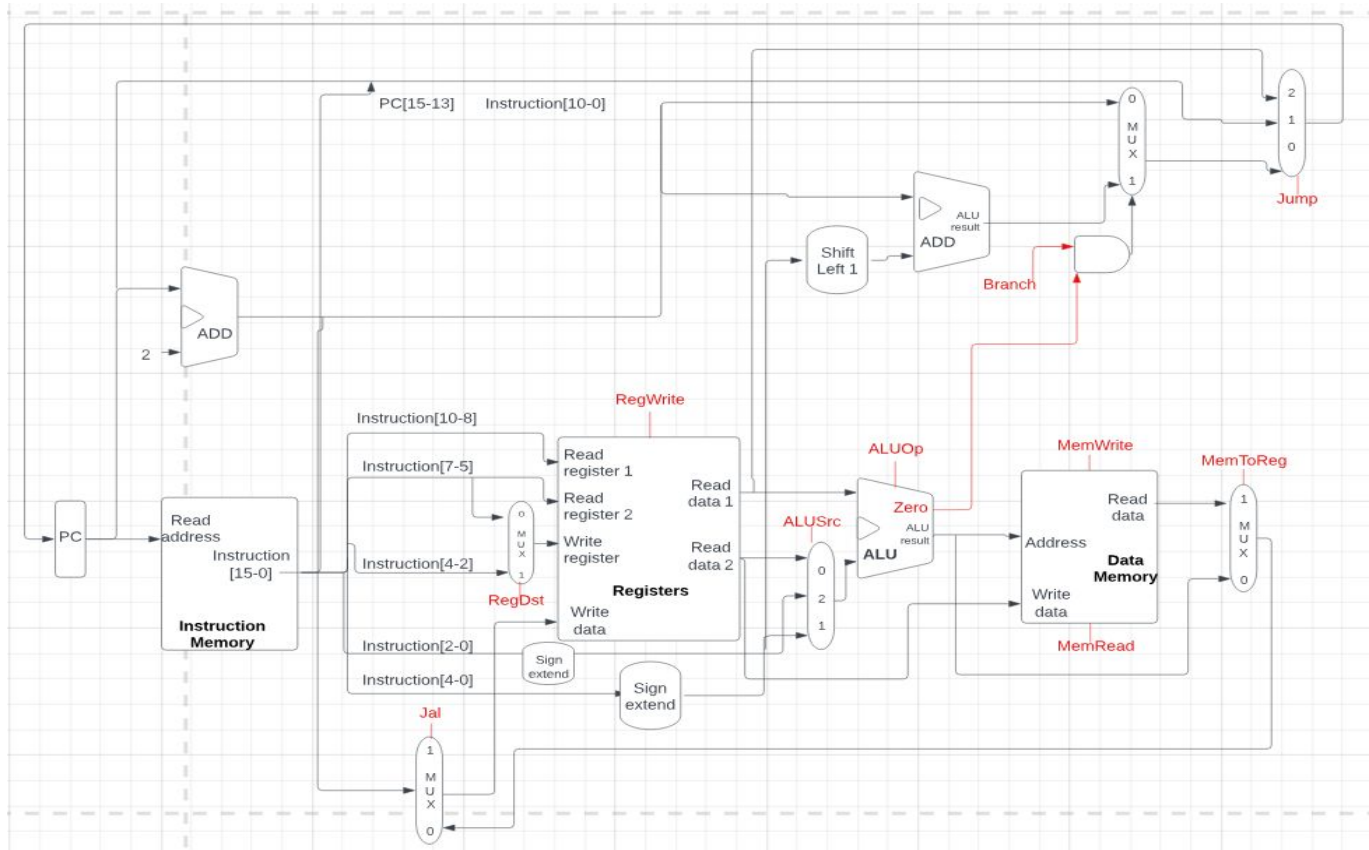 PC[15-13] Instruction[10-0]
0
M
U
X
1
2
1
0
Jump
ALU
result
ADD
Shift
Left 1
Branch
ADD
2
RegWrite
Instruction[10-8]
Read
register 1
Instruction[7-5]
Read
register 2
0
M
U
X
1
Write
register
Instruction[4-2]
RegDst
Read
data 1
Read
data 2
Registers
Write
data
PC
Read
address
Instruction
[15-0]
Instruction
Memory
ALUOp
Zero
ALU
result
ALU
ALUSrc
0
2
1
MemWrite
Read
data
Address
Data
Memory
Write
data
MemRead
MemToReg
1
M
U
X
0
Instruction[2-0]
Sign
extend
Instruction[4-0]
Sign
extend
Jal
1
M
U
X
0